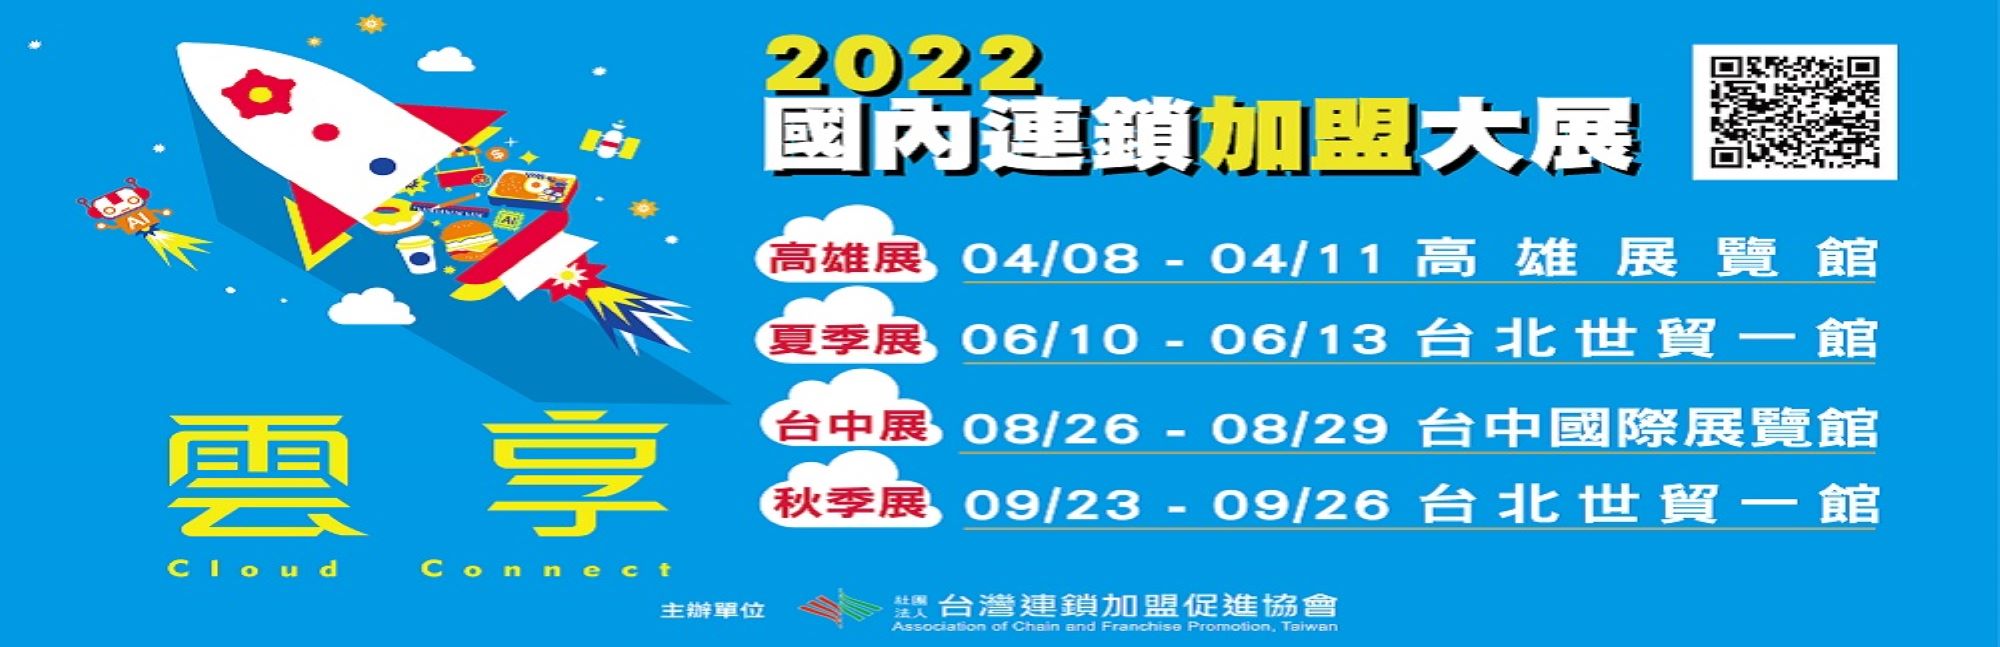 2022
國內連鎖加盟大展
高雄展 04/08 - 04/11 高雄展覽館
夏季展 06/10 - 06/13 台北世貿一館
台中展 08/26 - 08/29 台中國際展覽館
秋季展 09/23 - 09/26 台北世貿一館
AI
AI
雲享
Cloud Connect
主辦單位 社團法人 台灣連鎖加盟促進協會
Association of Chain and Franchise Promotion, Taiwan